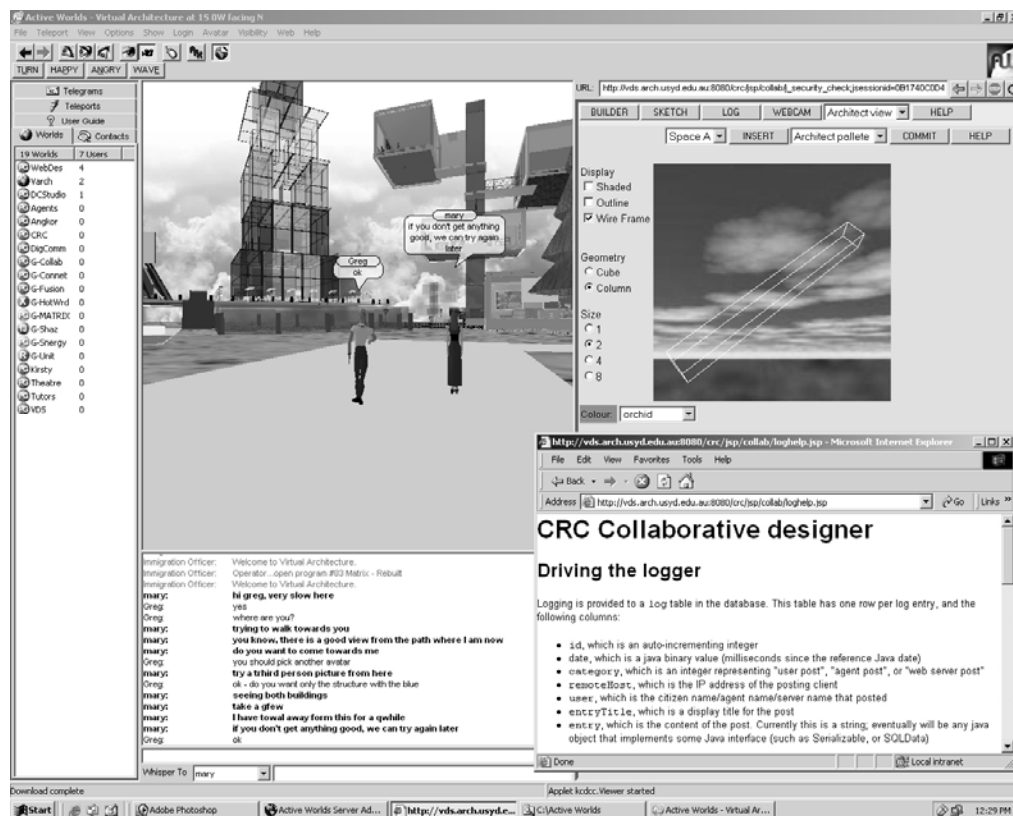 Active Worlds - Virtual Architecture at 15 0W facing N
File Teleport View Options Show Login Avatar Visibility Web Help
TURN HAPPY ANGRY WAVE
Telegrams
Teleports
User Guide
Worlds Contacts
19 Worlds 7 Users
WebDes 4
Varch 2
DCStudio 1
Agents 0
Angkor 0
CRC 0
DigComm 0
G-Collab 0
G-Connet 0
G-Fusion 0
G-HotWrd 0
G-MATRIX 0
G-Shaz 0
G-Snergy 0
G-Unit 0
Kirsty 0
Theatre 0
Tutors 0
VDS 0
mary
if you don't get anything
good, we can try again
later
Greg
ok
URL: http://vds.arch.usyd.edu.au:8080/crc/jsp/collab/j_security_check;jsessionid=0B1740C0D4
BUILDER SKETCH LOG WEBCAM Architect view HELP
Space A INSERT Architect pallete COMMIT HELP
Display
Shaded
Outline
Wire Frame
Geometry
Cube
Column
Size
1
2
4
8
Colour: orchid
Immigration Officer: Welcome to Virtual Architecture.
Immigration Officer: Operator...open program #83 Matrix - Rebuilt
Immigration Officer: Welcome to Virtual Architecture.
mary: hi greg, very slow here
Greg: yes
Greg: where are you?
mary: trying to walk towards you
mary: you know, there is a good view from the path where I am now
mary: do you want to come towards me
Greg: you should pick another avatar
mary: try a trhird person picture from here
Greg: ok - do you want only the structure with the blue
mary: seeing both buildings
mary: take a gfew
mary: I have towal away form this for a qwhile
mary: if you don't get anything good, we can try again later
Greg: ok
Whisper To mary
http://vds.arch.usyd.edu.au:8080/crc/jsp/collab/loghelp.jsp - Microsoft Internet Explorer
File Edit View Favorites Tools Help
Back
Address http://vds.arch.usyd.edu.au:8080/crc/jsp/collab/loghelp.jsp Go Links
CRC Collaborative designer
Driving the logger
Logging is provided to a log table in the database. This table has one row per log entry, and the
following columns:
id, which is an auto-incrementing integer
date, which is a java binary value (milliseconds since the reference Java date)
category, which is an integer representing "user post", "agent post", or "web server post"
remoteHost, which is the IP address of the posting client
user, which is the citizen name/agent name/server name that posted
entryTitle, which is a display title for the post
entry, which is the content of the post. Currently this is a string; eventually will be any java
object that implements some Java interface (such as Serializable, or SQLData)
Done Local intranet
Download complete Applet kcdcc.Viewer started
Start Adobe Photoshop Active Worlds Server Ad... http://vds.arch.usyd.e... C:\Active Worlds Active Worlds - Virtual Ar... 12:29 PM